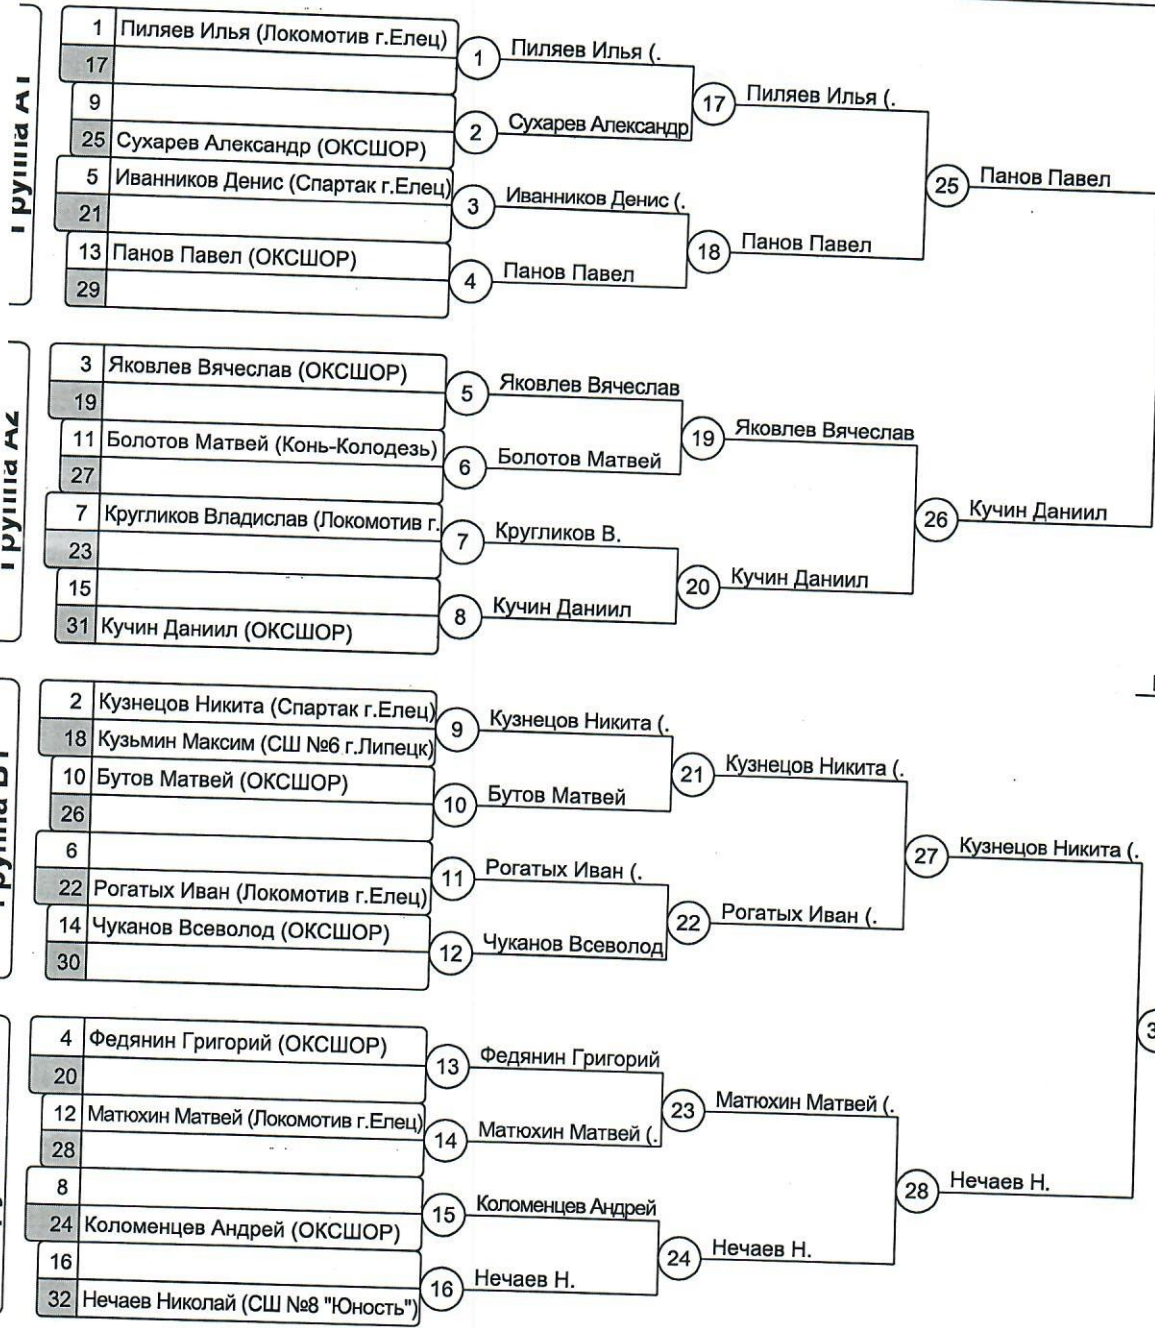 Группа A1
1 Пиляев Илья (Локомотив г.Елец)
17
9
25 Сухарев Александр (ОКСШОР)
5 Иванников Денис (Спартак г.Елец)
21
13 Панов Павел (ОКСШОР)
29
1 Пиляев Илья (.
2 Сухарев Александр
3 Иванников Денис (.
4 Панов Павел
17 Пиляев Илья (.
18 Панов Павел
25 Панов Павел
Группа A2
3 Яковлев Вячеслав (ОКСШОР)
19
11 Болотов Матвей (Конь-Колодезь)
27
7 Кругликов Владислав (Локомотив г.
23
15
31 Кучин Даниил (ОКСШОР)
5 Яковлев Вячеслав
6 Болотов Матвей
7 Кругликов В.
8 Кучин Даниил
19 Яковлев Вячеслав
20 Кучин Даниил
26 Кучин Даниил
2 Кузнецов Никита (Спартак г.Елец)
18 Кузьмин Максим (СШ №6 г.Липецк)
10 Бутов Матвей (ОКСШОР)
26
6
22 Рогатых Иван (Локомотив г.Елец)
14 Чуканов Всеволод (ОКСШОР)
30
9 Кузнецов Никита (.
10 Бутов Матвей
11 Рогатых Иван (.
12 Чуканов Всеволод
21 Кузнецов Никита (.
22 Рогатых Иван (.
27 Кузнецов Никита (.
4 Федянин Григорий (ОКСШОР)
20
12 Матюхин Матвей (Локомотив г.Елец)
28
8
24 Коломенцев Андрей (ОКСШОР)
16
32 Нечаев Николай (СШ №8 "Юность")
13 Федянин Григорий
14 Матюхин Матвей (.
15 Коломенцев Андрей
16 Нечаев Н.
23 Матюхин Матвей (.
24 Нечаев Н.
28 Нечаев Н.